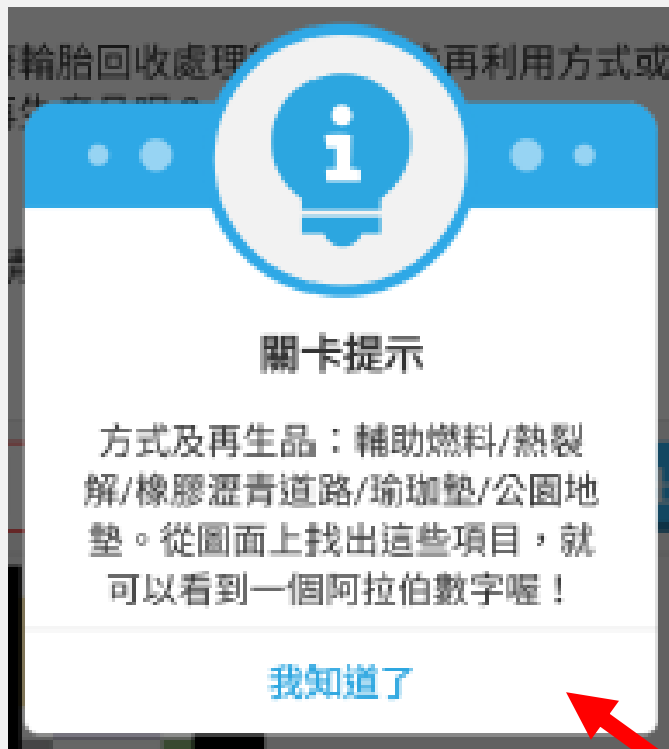 輪胎回收處理
再利用方式或
關卡提示
方式及再生品：輔助燃料/熱裂
解/橡膠瀝青道路/瑜珈墊/公園地
墊。從圖面上找出這些項目，就
可以看到一個阿拉伯數字喔！
我知道了